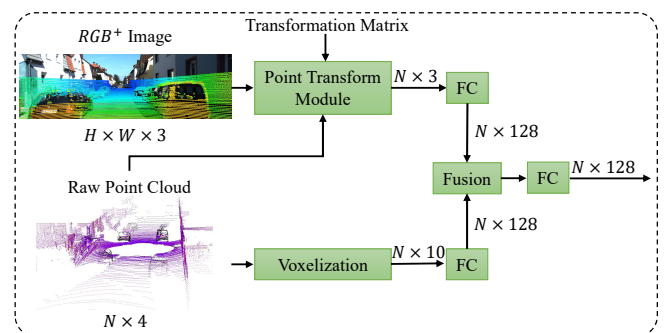 Transformation Matrix
RGB⁺ Image
Point Transform
Module
N × 3
FC
H × W × 3
N × 128
Raw Point Cloud
Fusion
FC
N × 128
N × 128
Voxelization
N × 10
FC
N × 4